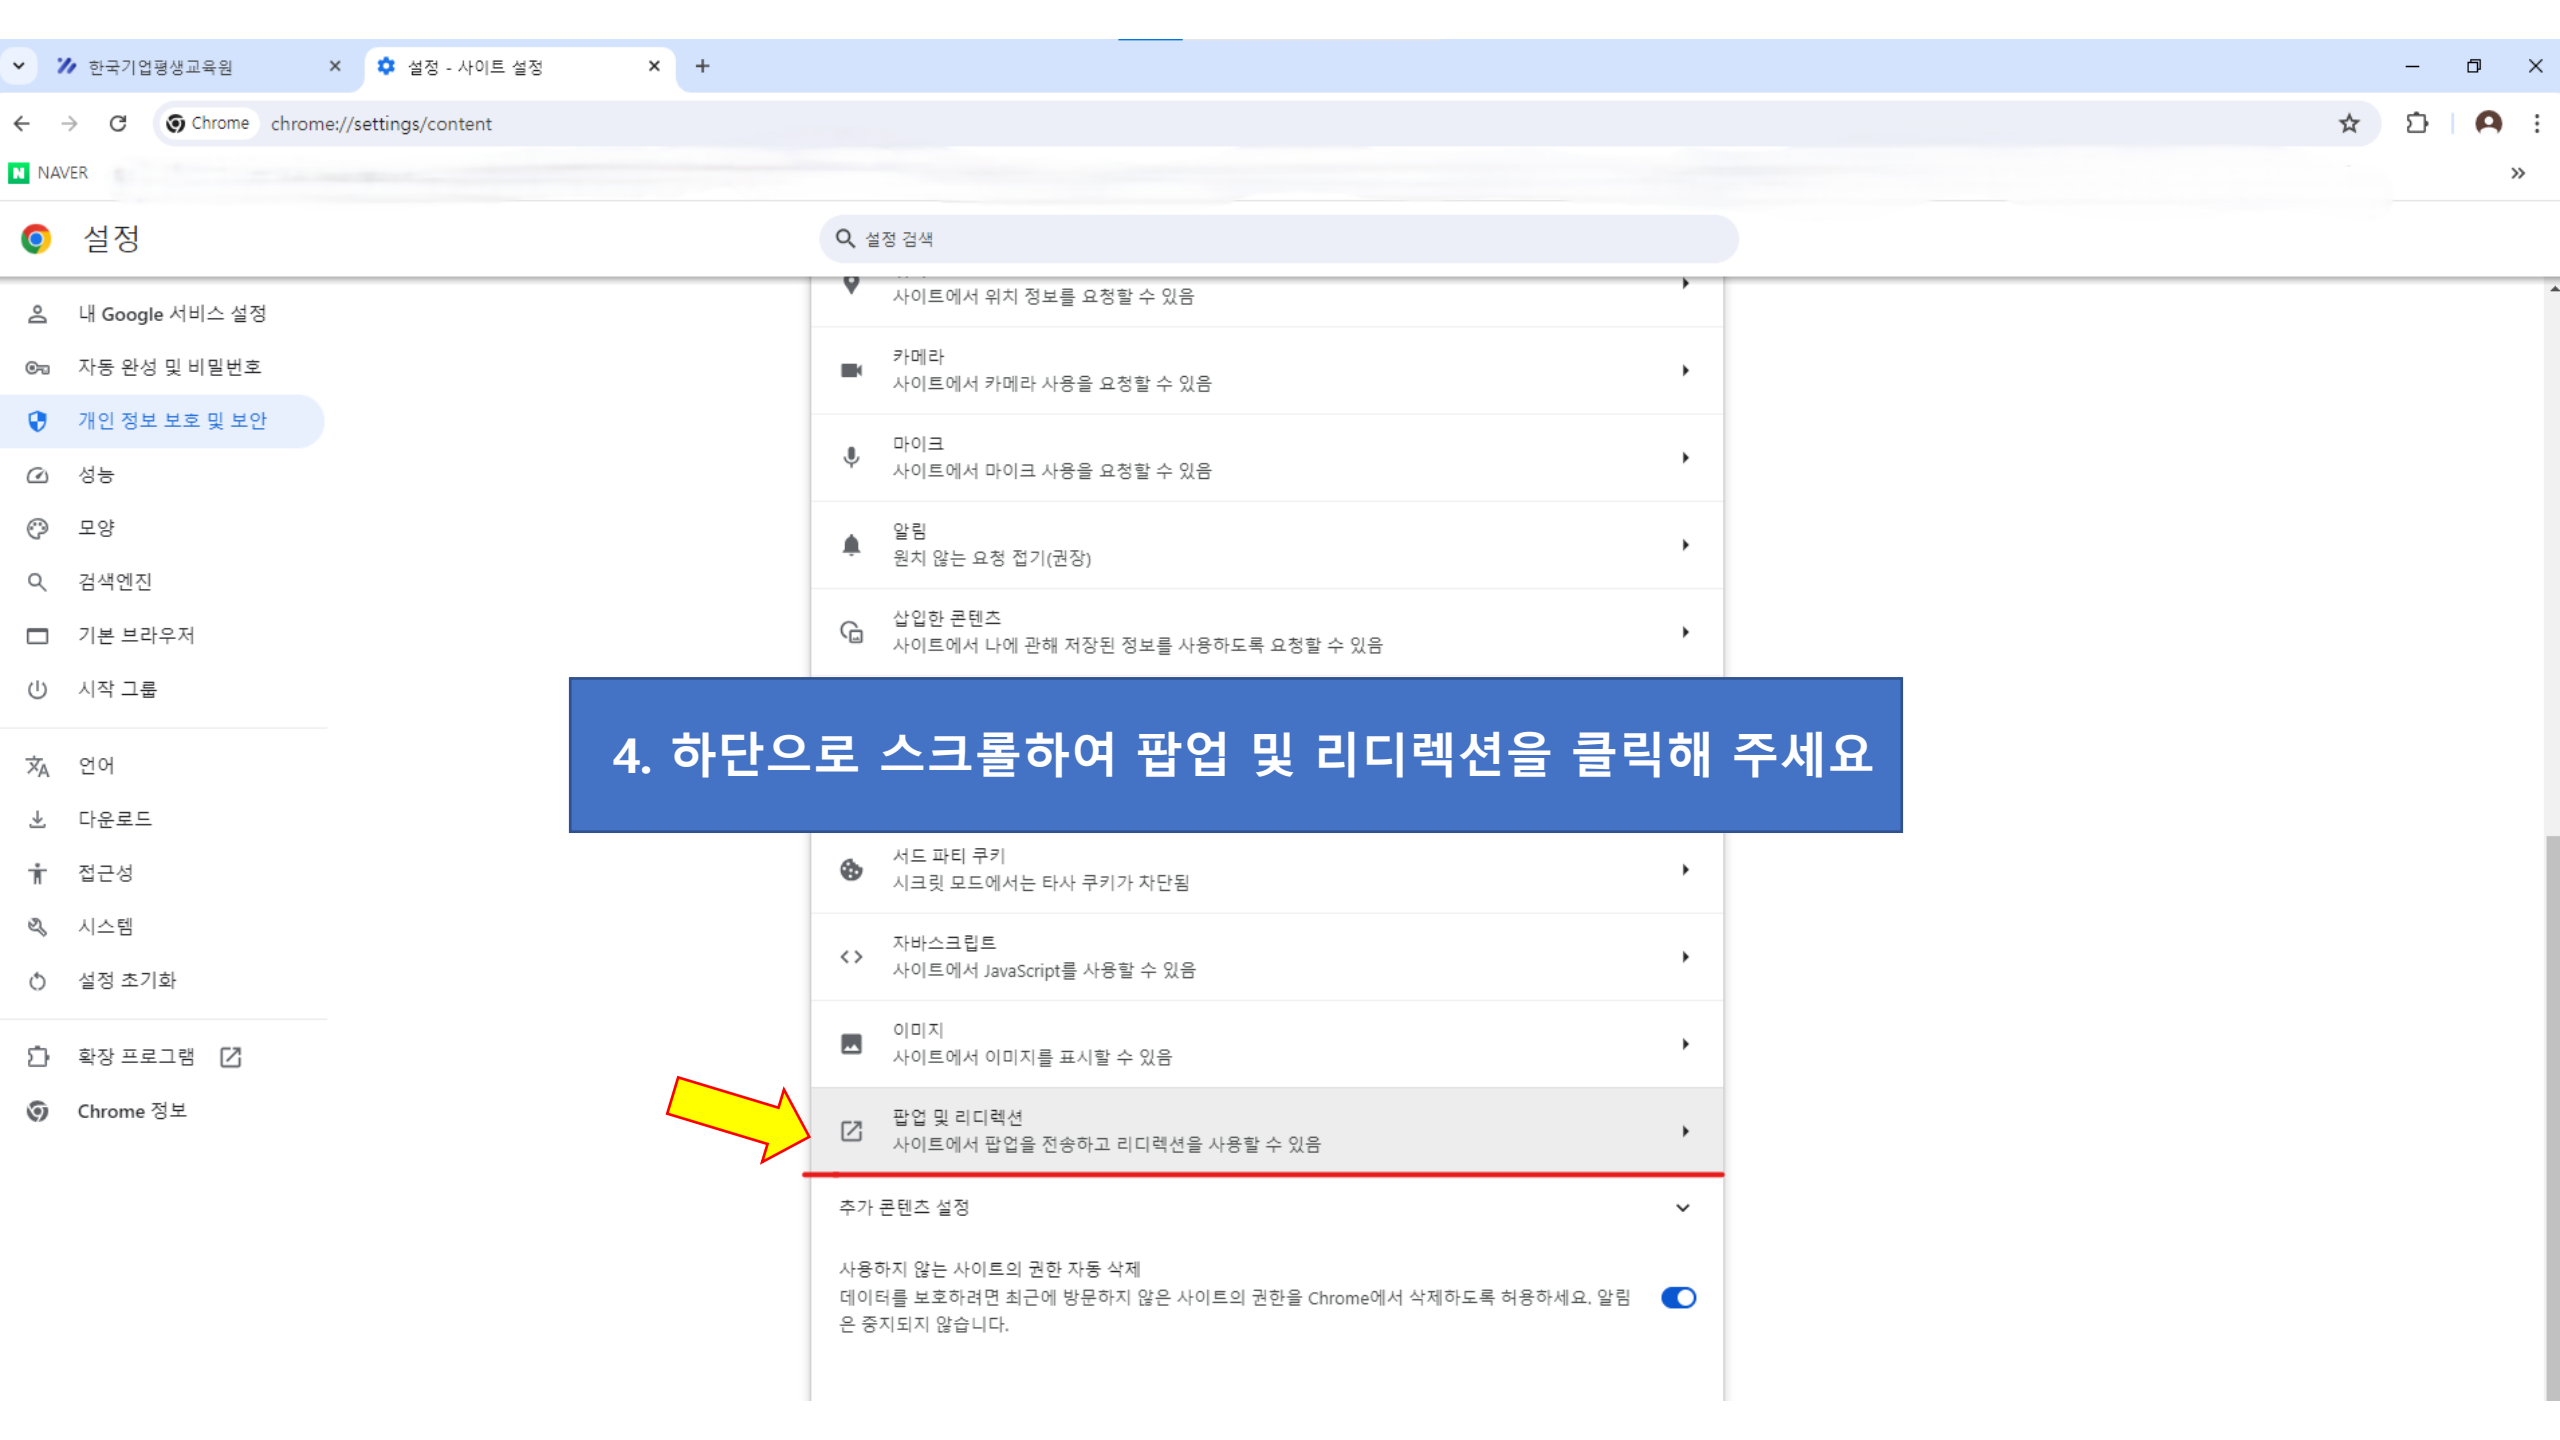 한국기업평생교육원
설정 - 사이트 설정
Chrome
chrome://settings/content
NAVER
설정
설정 검색
내 Google 서비스 설정
자동 완성 및 비밀번호
개인 정보 보호 및 보안
성능
모양
검색엔진
기본 브라우저
시작 그룹
언어
다운로드
접근성
시스템
설정 초기화
확장 프로그램
Chrome 정보
사이트에서 위치 정보를 요청할 수 있음
카메라
사이트에서 카메라 사용을 요청할 수 있음
마이크
사이트에서 마이크 사용을 요청할 수 있음
알림
원치 않는 요청 접기(권장)
삽입한 콘텐츠
사이트에서 나에 관해 저장된 정보를 사용하도록 요청할 수 있음
4. 하단으로 스크롤하여 팝업 및 리디렉션을 클릭해 주세요
서드 파티 쿠키
시크릿 모드에서는 타사 쿠키가 차단됨
자바스크립트
사이트에서 JavaScript를 사용할 수 있음
이미지
사이트에서 이미지를 표시할 수 있음
팝업 및 리디렉션
사이트에서 팝업을 전송하고 리디렉션을 사용할 수 있음
추가 콘텐츠 설정
사용하지 않는 사이트의 권한 자동 삭제
데이터를 보호하려면 최근에 방문하지 않은 사이트의 권한을 Chrome에서 삭제하도록 허용하세요. 알림
은 중지되지 않습니다.